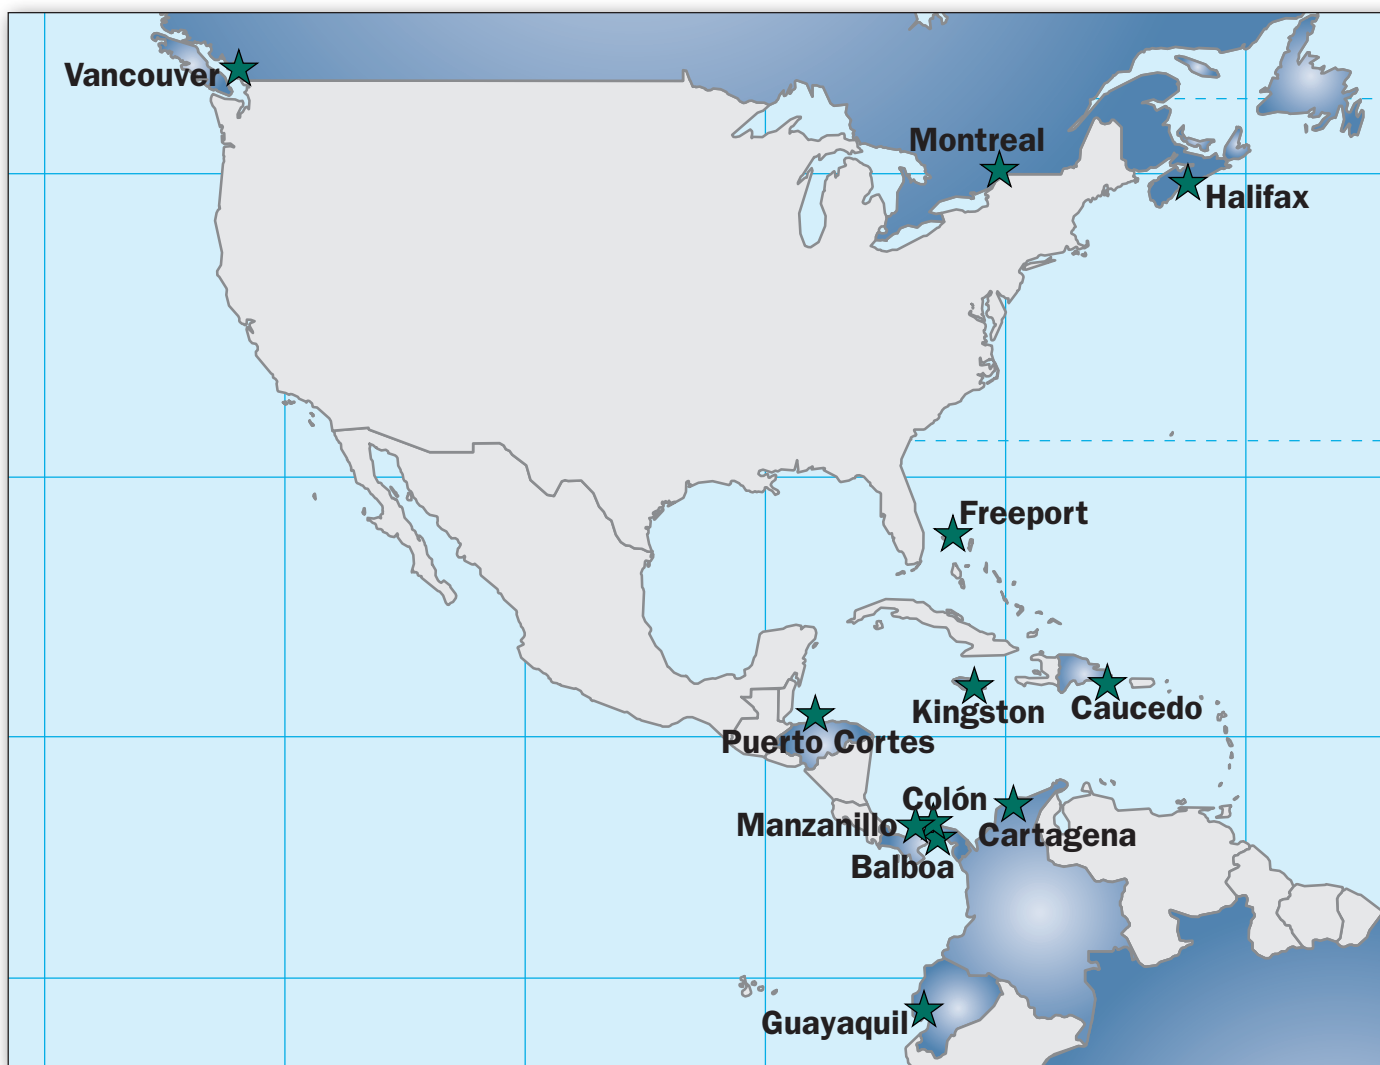 Vancouver
Montreal
Halifax
Freeport
Kingston
Caucedo
Puerto Cortes
Colón
Manzanillo
Cartagena
Balboa
Guayaquil